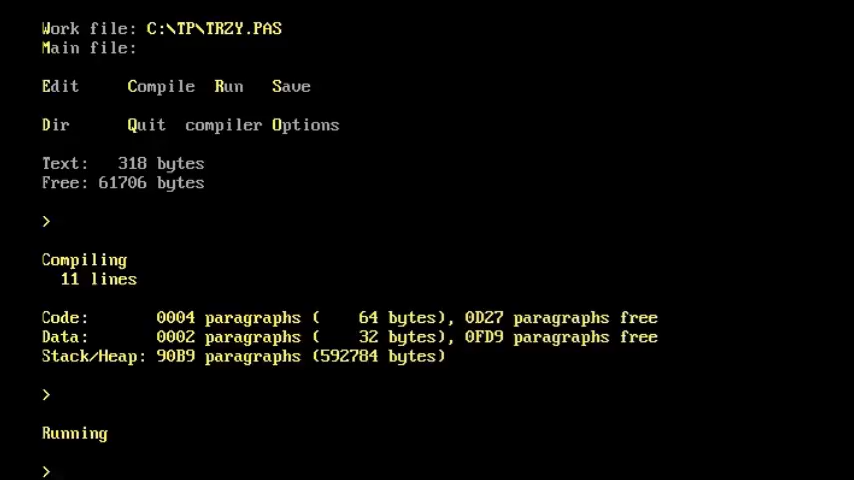 Work file: C:\TP\TRZY.PAS
Main file:
Edit     Compile  Run   Save
Dir      Quit  compiler Options
Text:   318 bytes
Free: 61706 bytes
>
Compiling
  11 lines
Code:       0004 paragraphs (    64 bytes), 0D27 paragraphs free
Data:       0002 paragraphs (    32 bytes), 0FD9 paragraphs free
Stack/Heap: 90B9 paragraphs (592784 bytes)
>
Running
>